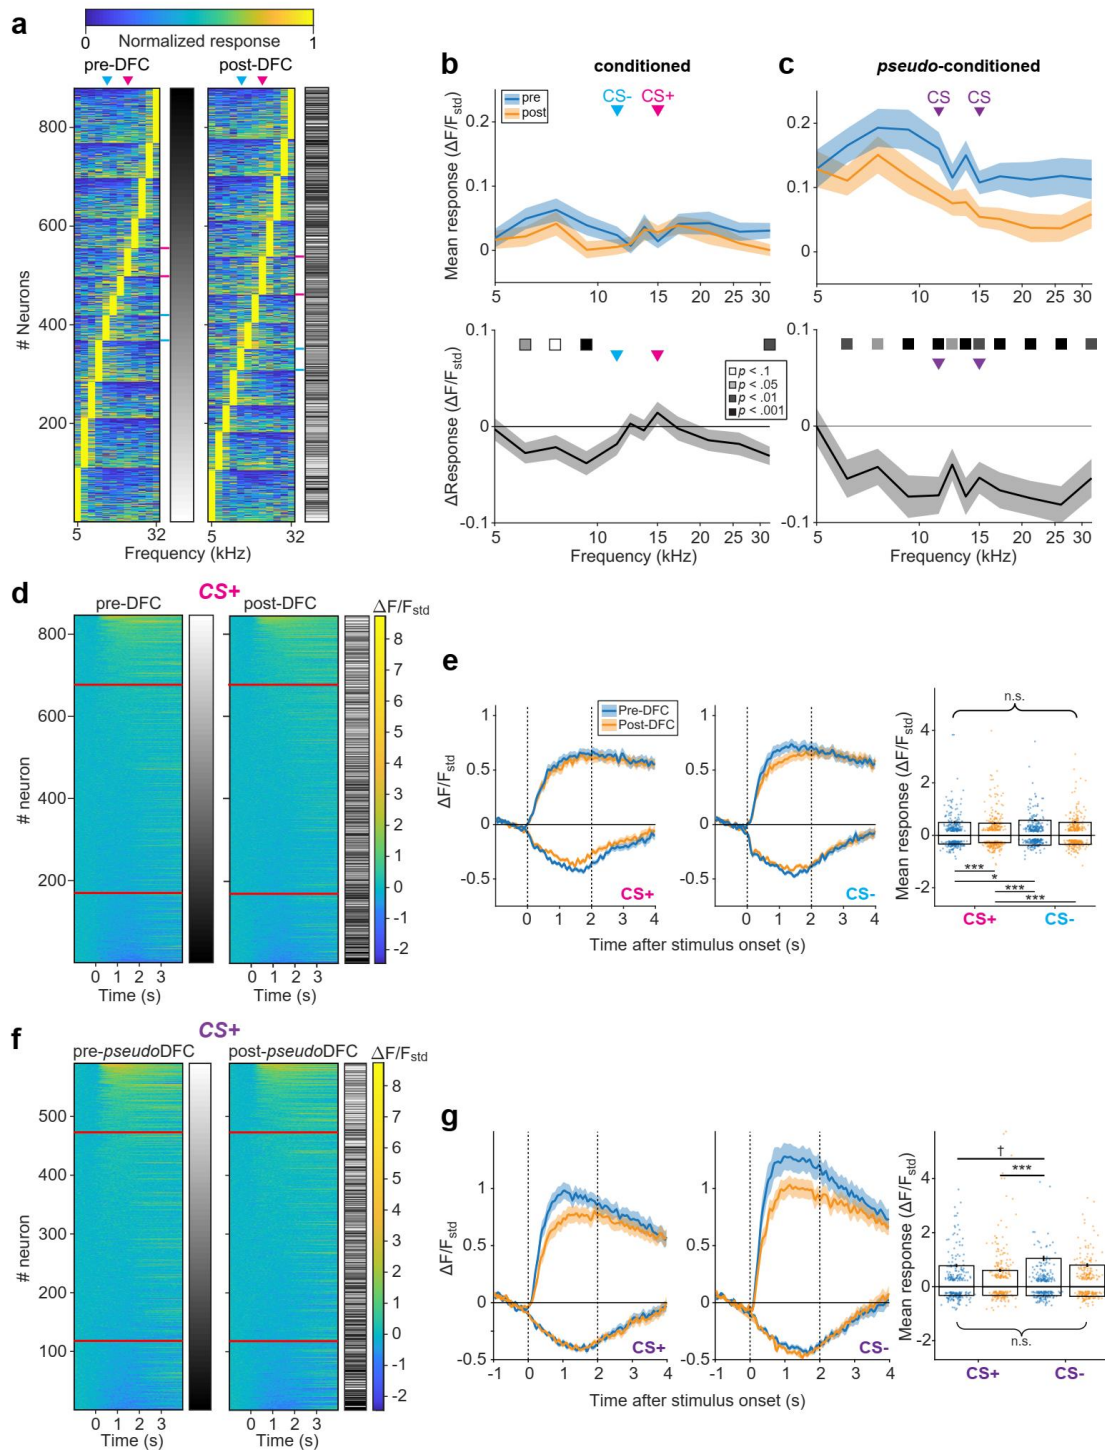 a
0
Normalized response
1
pre-DFC
post-DFC
800
600
400
200
# Neurons
5
32
5
32
Frequency (kHz)
b
conditioned
pre
post
CS-
CS+
0.2
0.1
0
Mean response (ΔF/Fstd)
5
10
15
20
25
30
0.1
0
-0.1
ΔResponse (ΔF/Fstd)
p < .1
p < .05
p < .01
p < .001
5
10
15
20
25
30
Frequency (kHz)
c
pseudo-conditioned
CS
CS
0.2
0.1
0
5
10
15
20
25
30
0.1
0
-0.1
5
10
15
20
25
30
Frequency (kHz)
d
CS+
pre-DFC
post-DFC
ΔF/Fstd
800
600
400
200
# neuron
0
1
2
3
Time (s)
0
1
2
3
Time (s)
8
7
6
5
4
3
2
1
0
-1
-2
e
1
0.5
0
-0.5
ΔF/Fstd
Pre-DFC
Post-DFC
CS+
0
1
2
3
4
1
0.5
0
-0.5
CS-
0
1
2
3
4
Time after stimulus onset (s)
n.s.
4
2
0
-2
Mean response (ΔF/Fstd)
***
*
***
***
CS+
CS-
f
CS+
pre-pseudoDFC
post-pseudoDFC
ΔF/Fstd
500
400
300
200
100
# neuron
0
1
2
3
Time (s)
0
1
2
3
Time (s)
8
7
6
5
4
3
2
1
0
-1
-2
g
1
0.5
0
-0.5
ΔF/Fstd
CS+
-1
0
1
2
3
4
1
0.5
0
-0.5
CS-
-1
0
1
2
3
4
Time after stimulus onset (s)
†
***
4
2
0
-2
Mean response (ΔF/Fstd)
n.s.
CS+
CS-